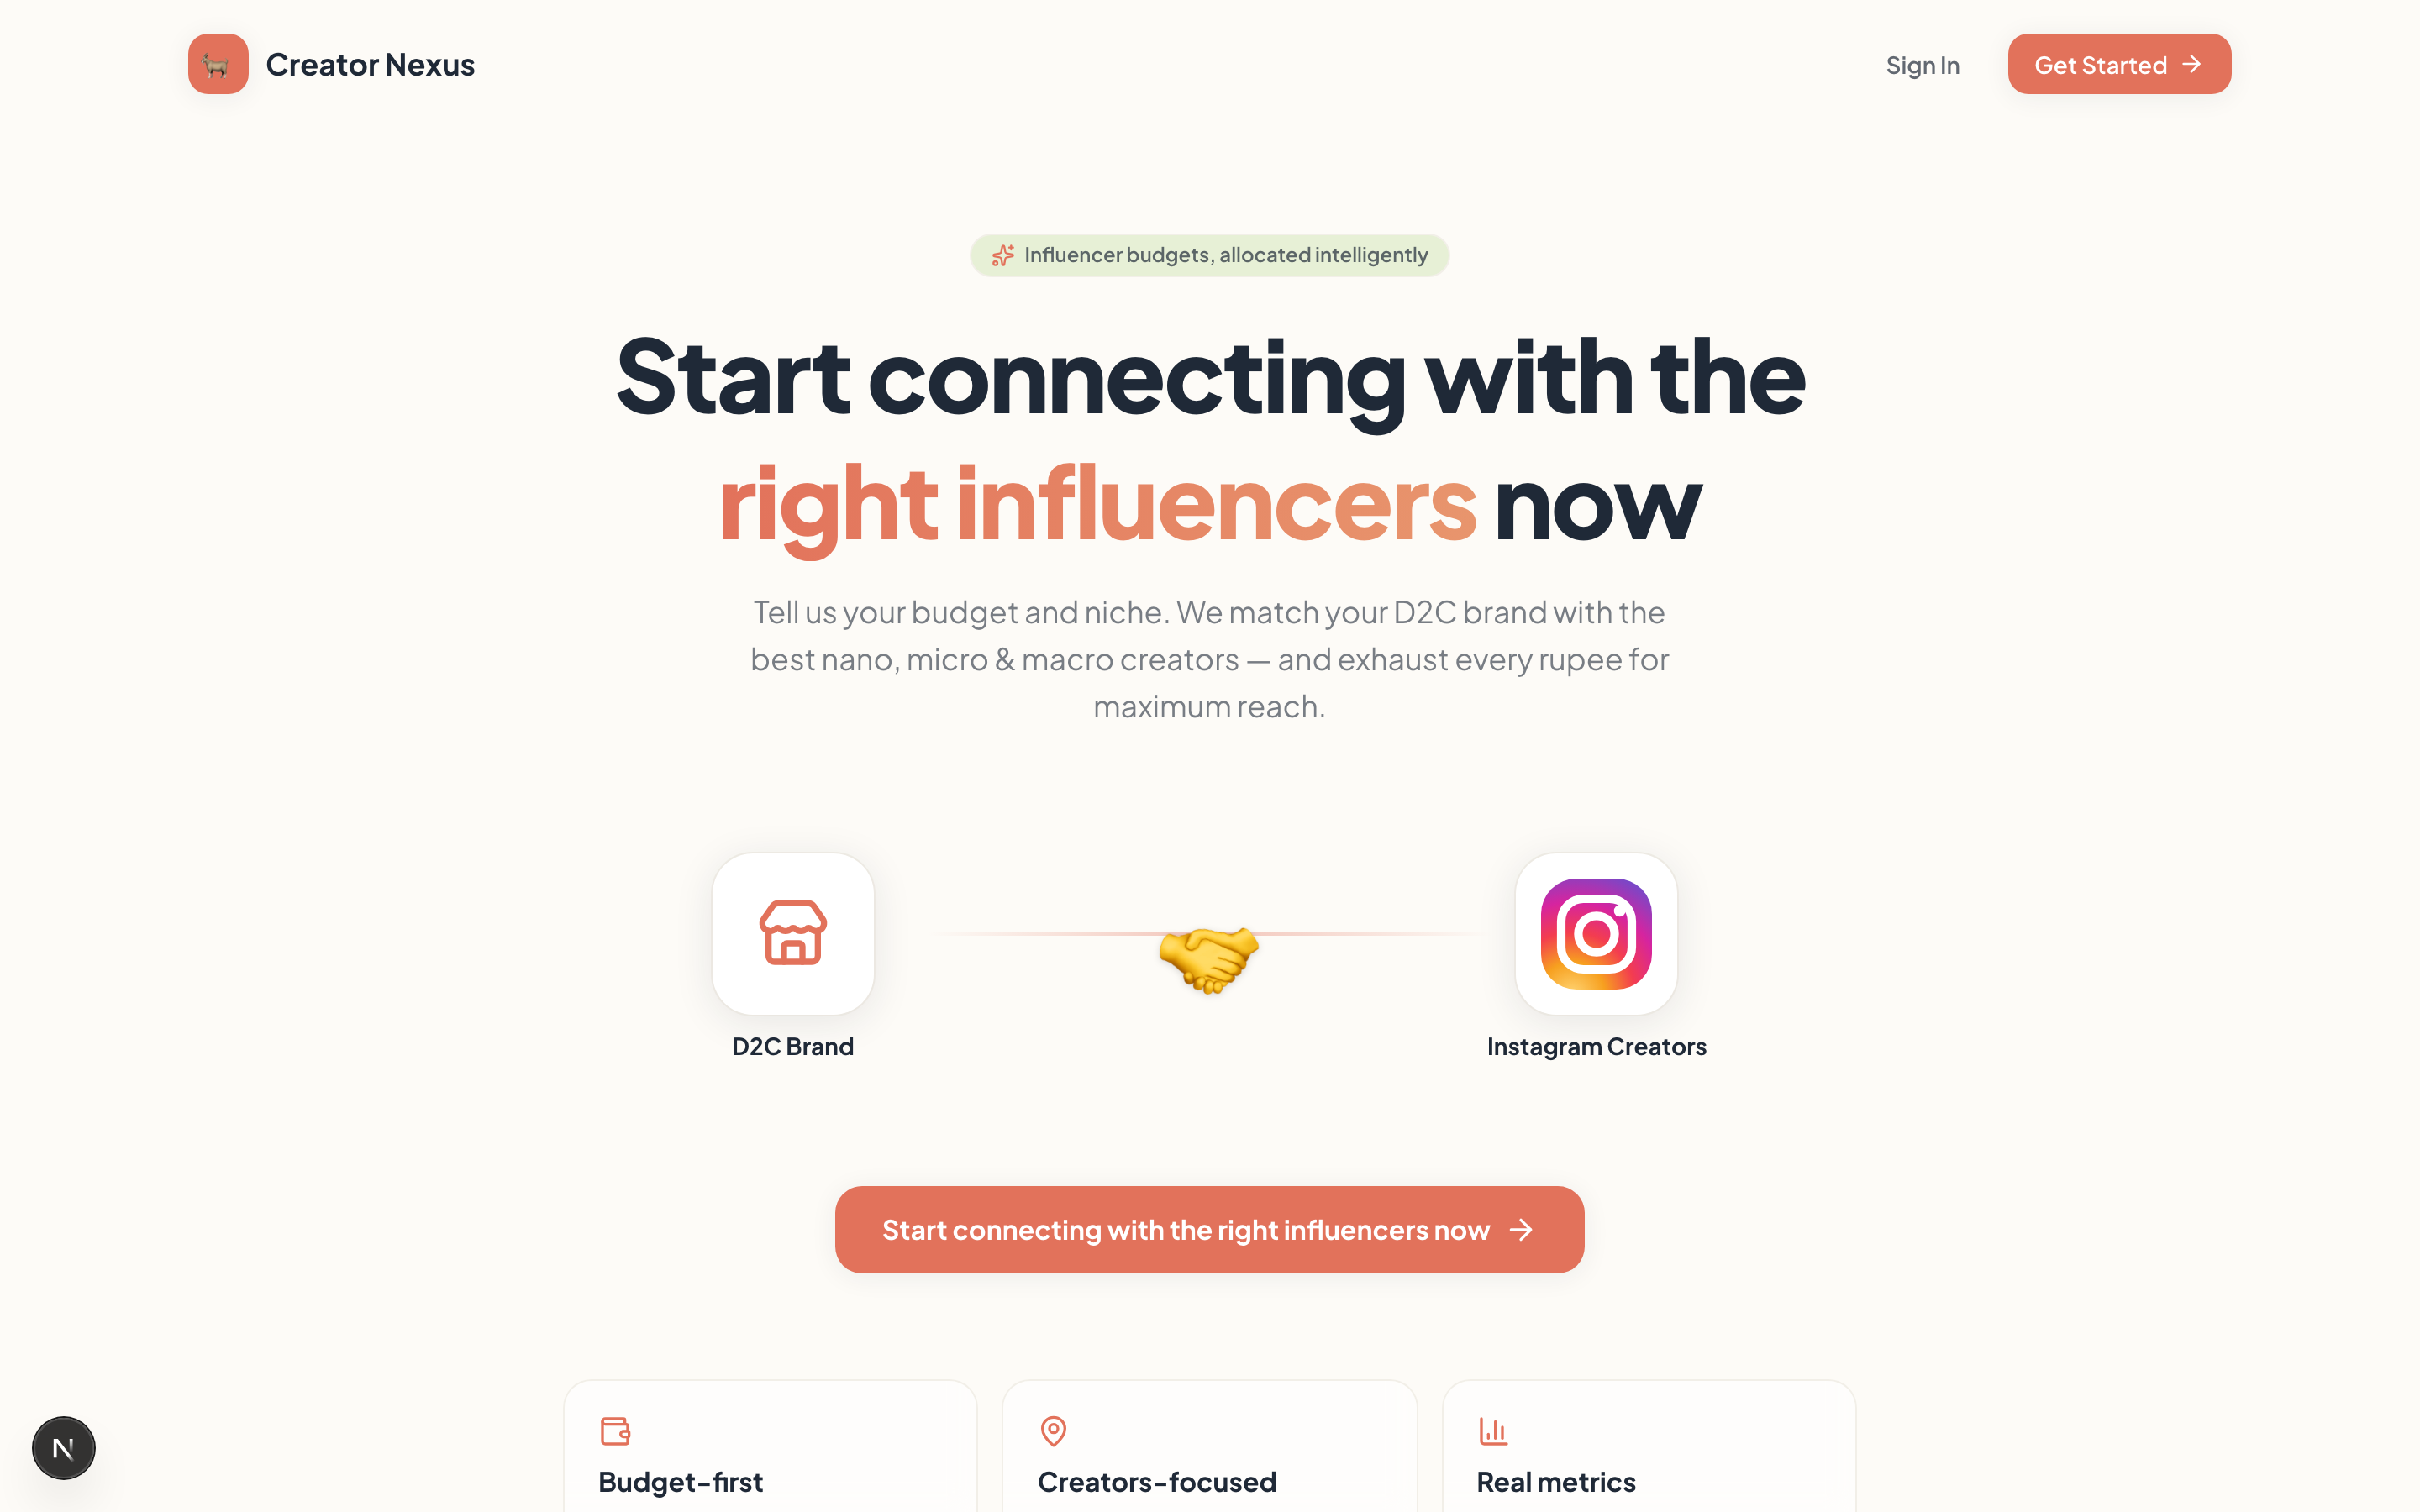 Creator Nexus
Sign In
Get Started
Influencer budgets, allocated intelligently
Start connecting with the
right influencers now
Tell us your budget and niche. We match your D2C brand with the
best nano, micro & macro creators — and exhaust every rupee for
maximum reach.
D2C Brand
Instagram Creators
Start connecting with the right influencers now
N
Budget-first
Creators-focused
Real metrics